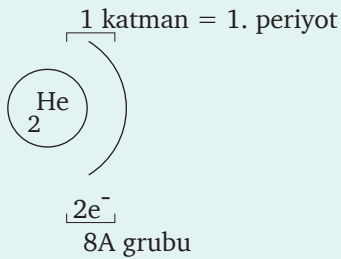 1 katman = 1. periyot
He
2
2e-
8A grubu